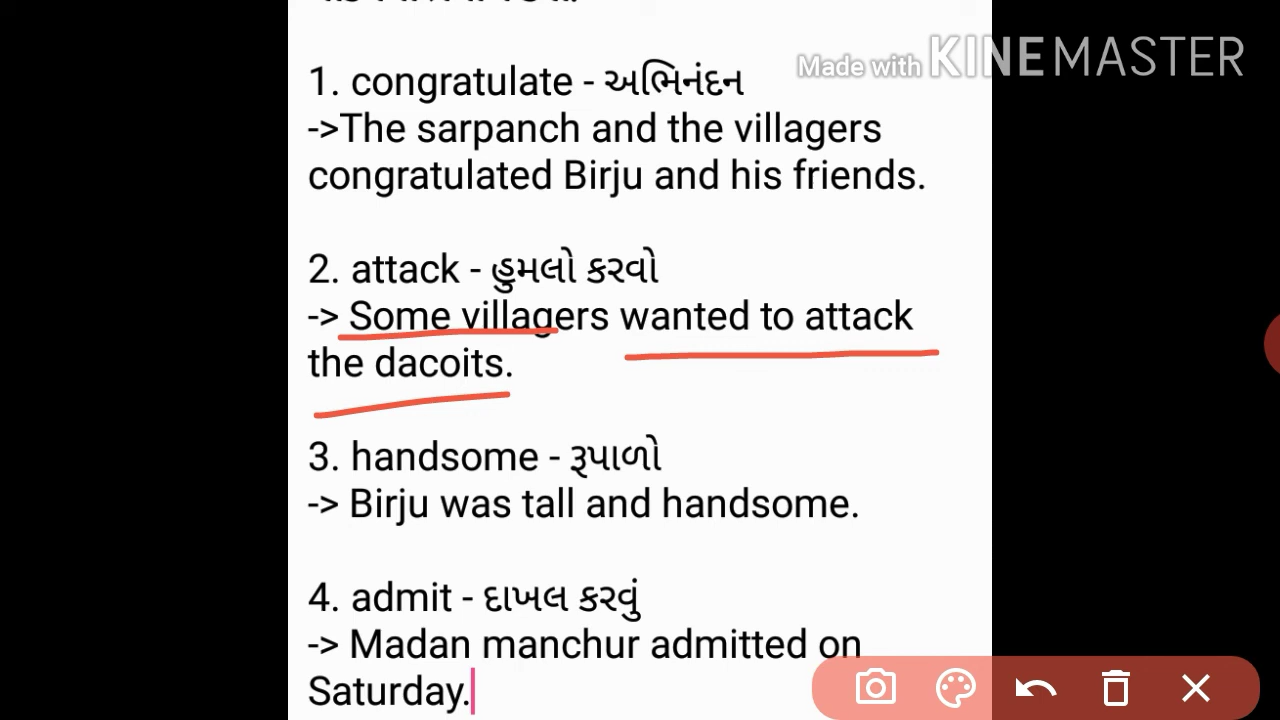 Made with KINEMASTER
1. congratulate - અભિનંદન
->The sarpanch and the villagers
congratulated Birju and his friends.
2. attack - હુમલો કરવો
-> Some villagers wanted to attack
the dacoits.
3. handsome - રૂપાળો
-> Birju was tall and handsome.
4. admit - દાખલ કરવું
-> Madan manchur admitted on
Saturday.